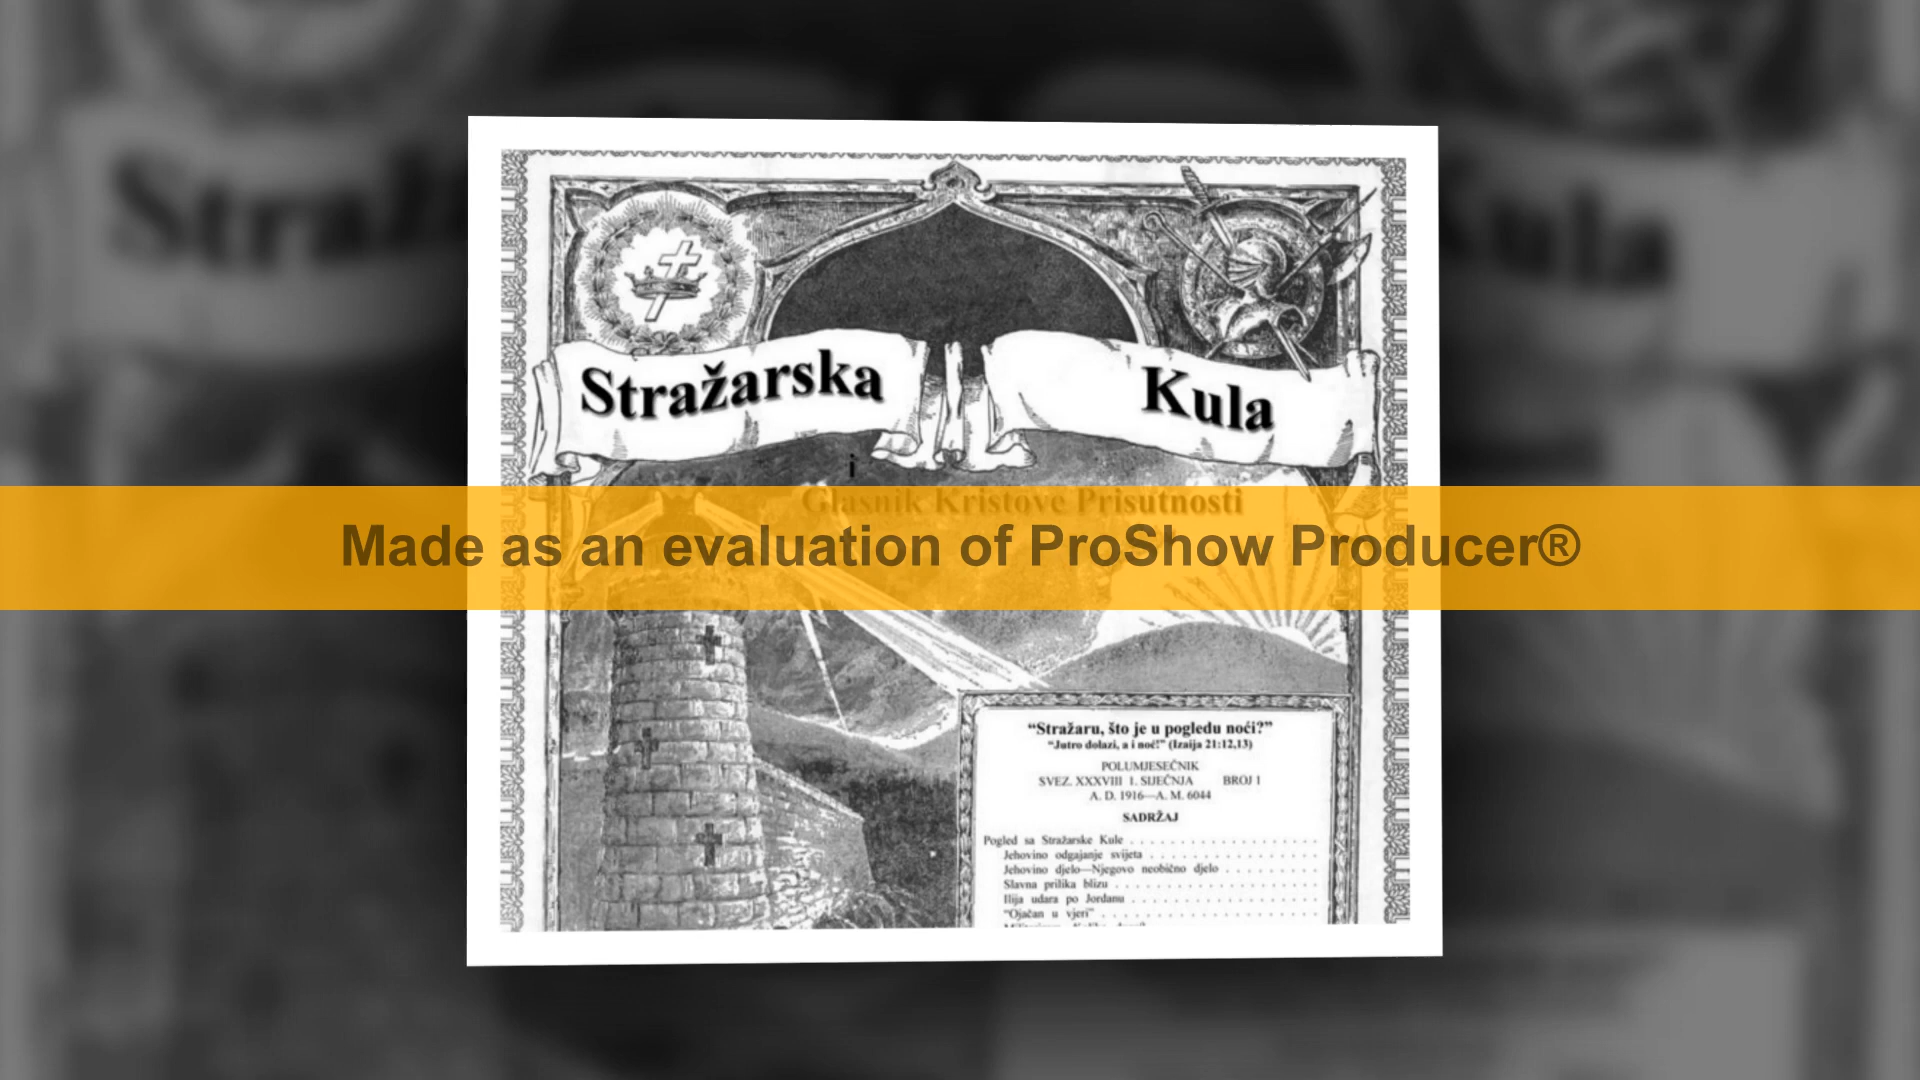 Stražarska Kula
i
Glasnik Kristove Prisutnosti
Made as an evaluation of ProShow Producer®
“Stražaru, što je u pogledu noći?”
“Jutro dolazi, a i noć!” (Izaija 21:12,13)
POLUMJESEČNIK
SVEZ. XXXVIII 1. SIJEČNJA BROJ 1
A. D. 1916—A. M. 6044
SADRŽAJ
Pogled sa Stražarske Kule
Jehovino odgajanje svijeta
Jehovino djelo—Njegovo neobično djelo
Slavna prilika blizu
Ilija udara po Jordanu
“Ojačan u vjeri”